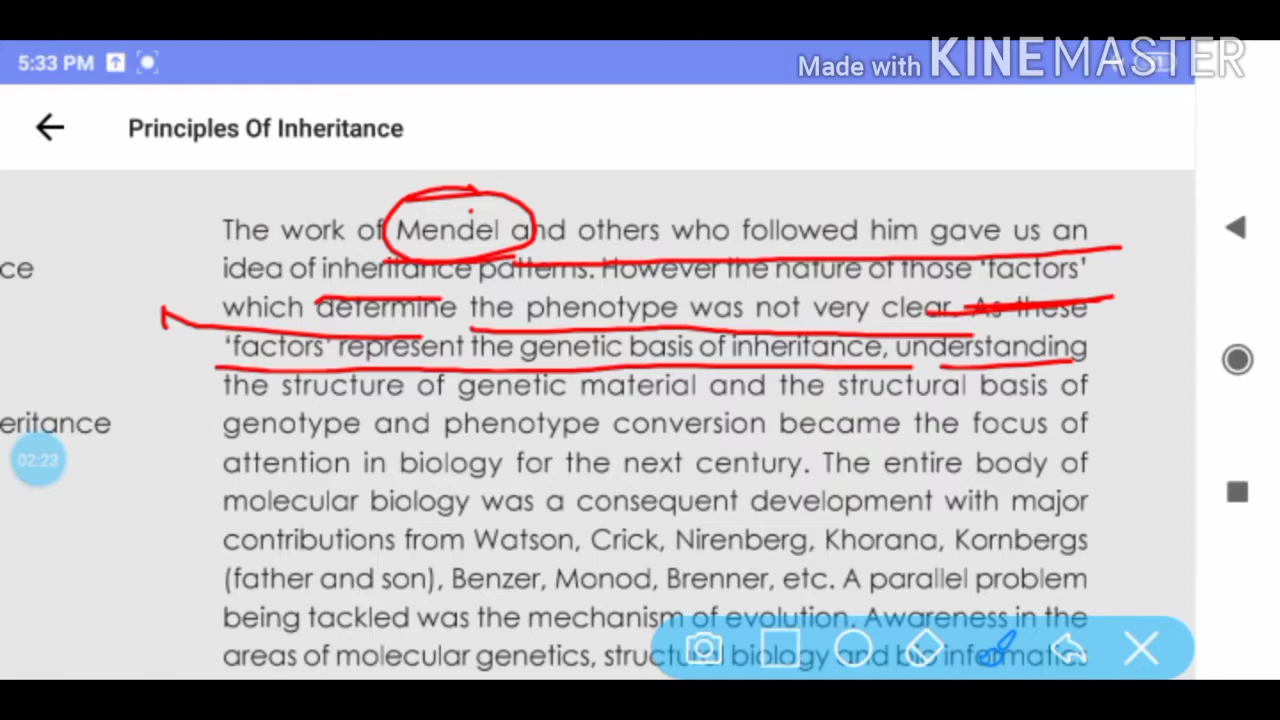 Made with KINEMASTER
5:33 PM
Principles Of Inheritance
The work of Mendel and others who followed him gave us an
ce
idea of inheritance patterns. However the nature of those ‘factors’
which determine the phenotype was not very clear. As these
‘factors’ represent the genetic basis of inheritance, understanding
the structure of genetic material and the structural basis of
eritance
genotype and phenotype conversion became the focus of
02:23
attention in biology for the next century. The entire body of
molecular biology was a consequent development with major
contributions from Watson, Crick, Nirenberg, Khorana, Kornbergs
(father and son), Benzer, Monod, Brenner, etc. A parallel problem
being tackled was the mechanism of evolution. Awareness in the
areas of molecular genetics, structural biology and bio informatics